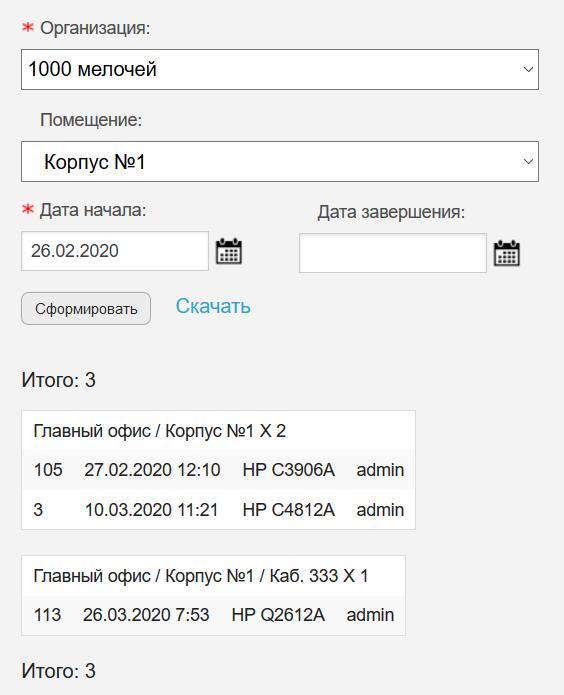 * Организация:
1000 мелочей
Помещение:
Корпус №1
* Дата начала:
Дата завершения:
26.02.2020
Сформировать Скачать
Итого: 3
Главный офис / Корпус №1 X 2
105 27.02.2020 12:10 HP C3906A admin
3 10.03.2020 11:21 HP C4812A admin
Главный офис / Корпус №1 / Каб. 333 X 1
113 26.03.2020 7:53 HP Q2612A admin
Итого: 3